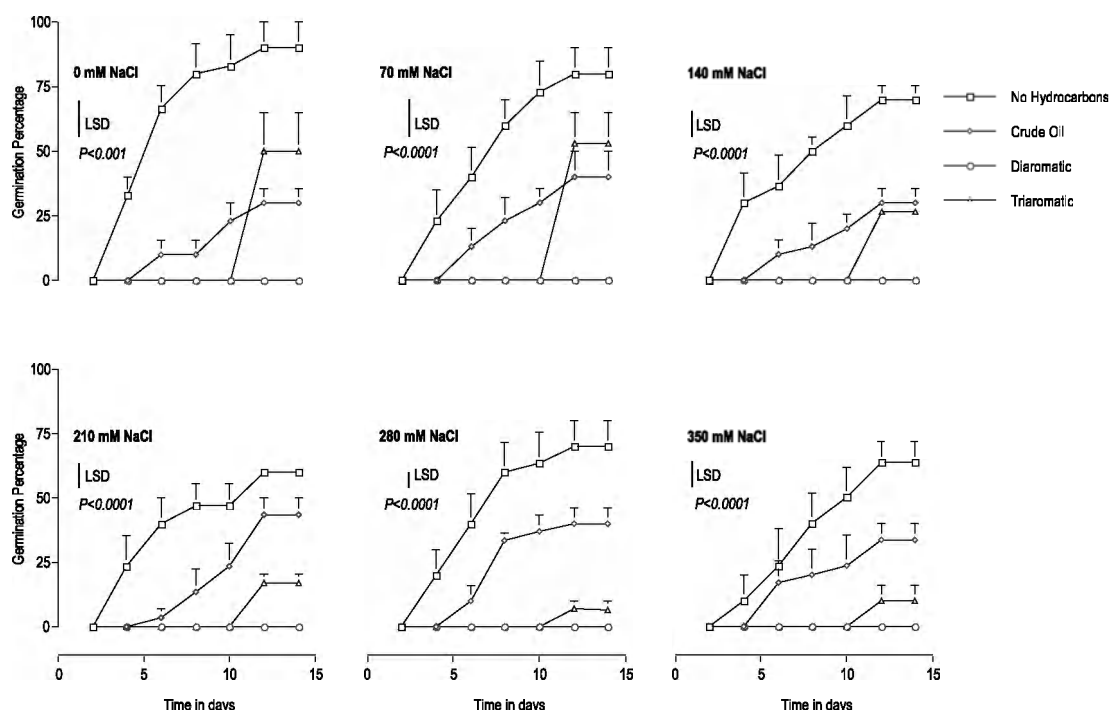 100
75
50
25
0
Germination Percentage
0 mM NaCl
LSD
P<0.001
70 mM NaCl
LSD
P<0.0001
140 mM NaCl
LSD
P<0.0001
No Hydrocarbons
Crude Oil
Diaromatic
Triaromatic
100
75
50
25
0
Germination Percentage
210 mM NaCl
LSD
P<0.0001
280 mM NaCl
LSD
P<0.0001
350 mM NaCl
LSD
P<0.0001
0 5 10 15
0 5 10 15
0 5 10 15
Time in days
Time in days
Time in days